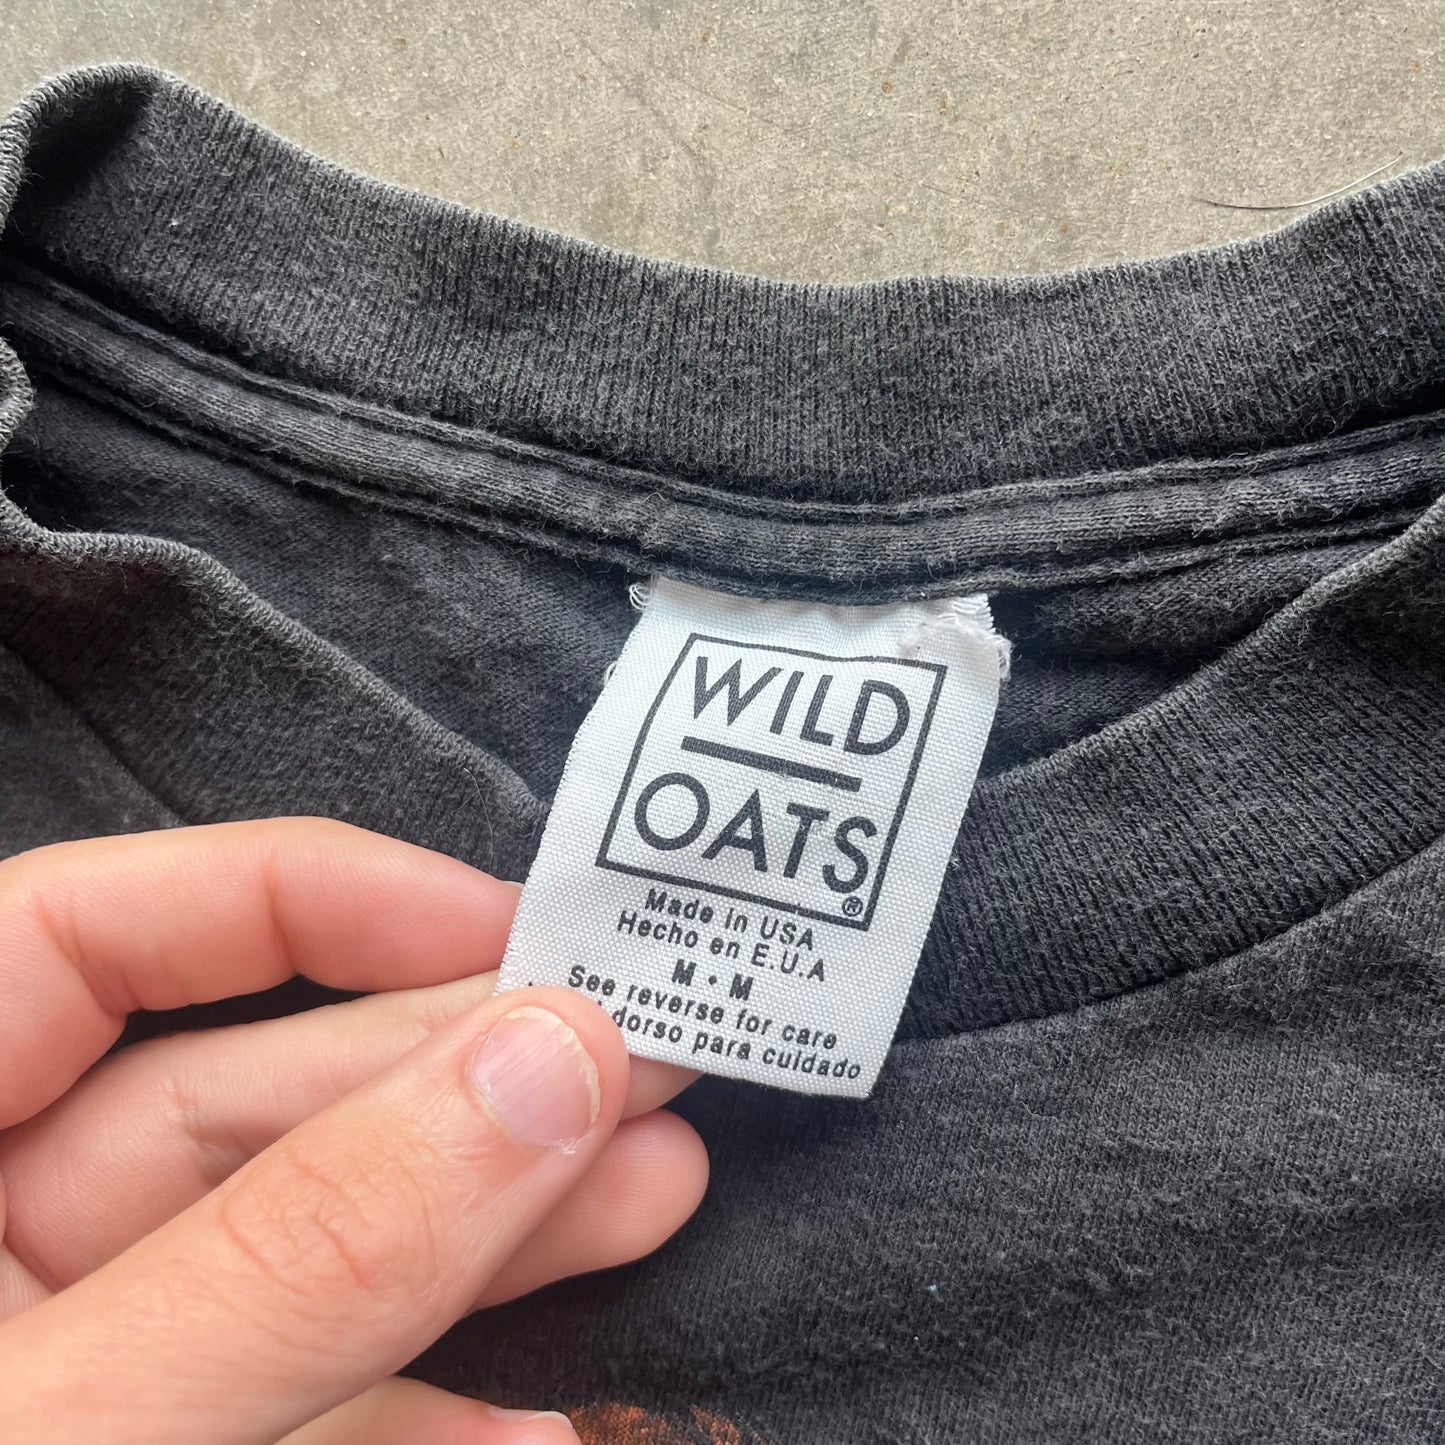 WILD
OATS®
Made in USA
Hecho en E.U.A
M • M
See reverse for care
dorso para cuidado